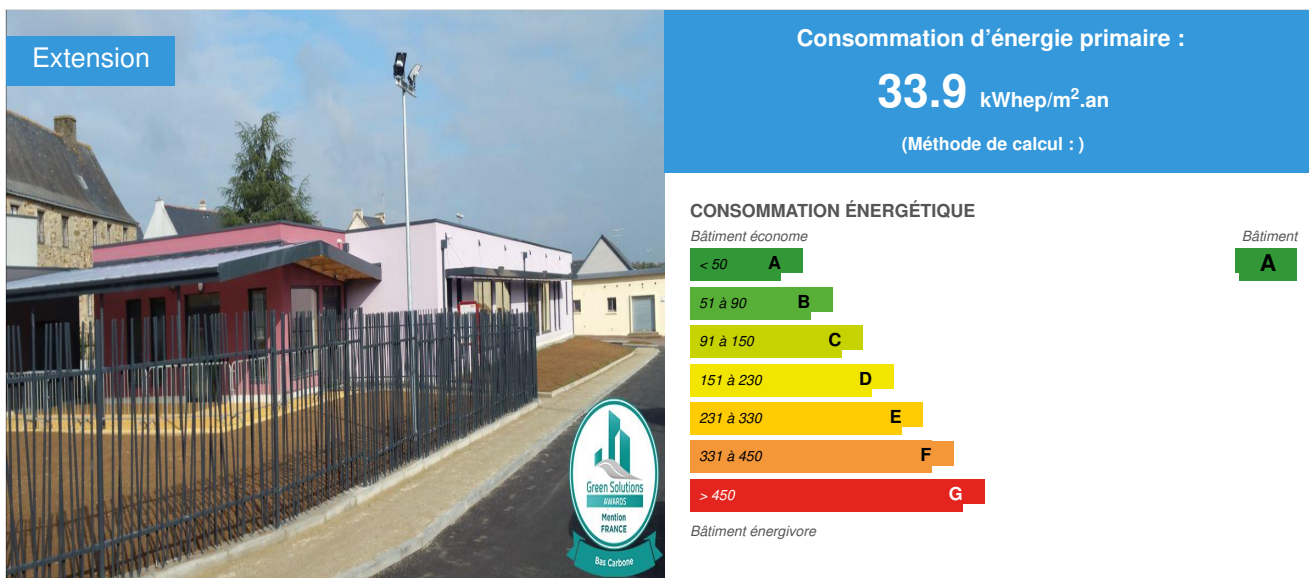 Extension
Green Solutions
AWARDS
Mention
FRANCE
Bas Carbone
Consommation d'énergie primaire :
33.9 kWhep/m².an
(Méthode de calcul : )
CONSOMMATION ÉNERGÉTIQUE
Bâtiment économe
Bâtiment
< 50 A
A
51 à 90 B
91 à 150 C
151 à 230 D
231 à 330 E
331 à 450 F
> 450 G
Bâtiment énergivore